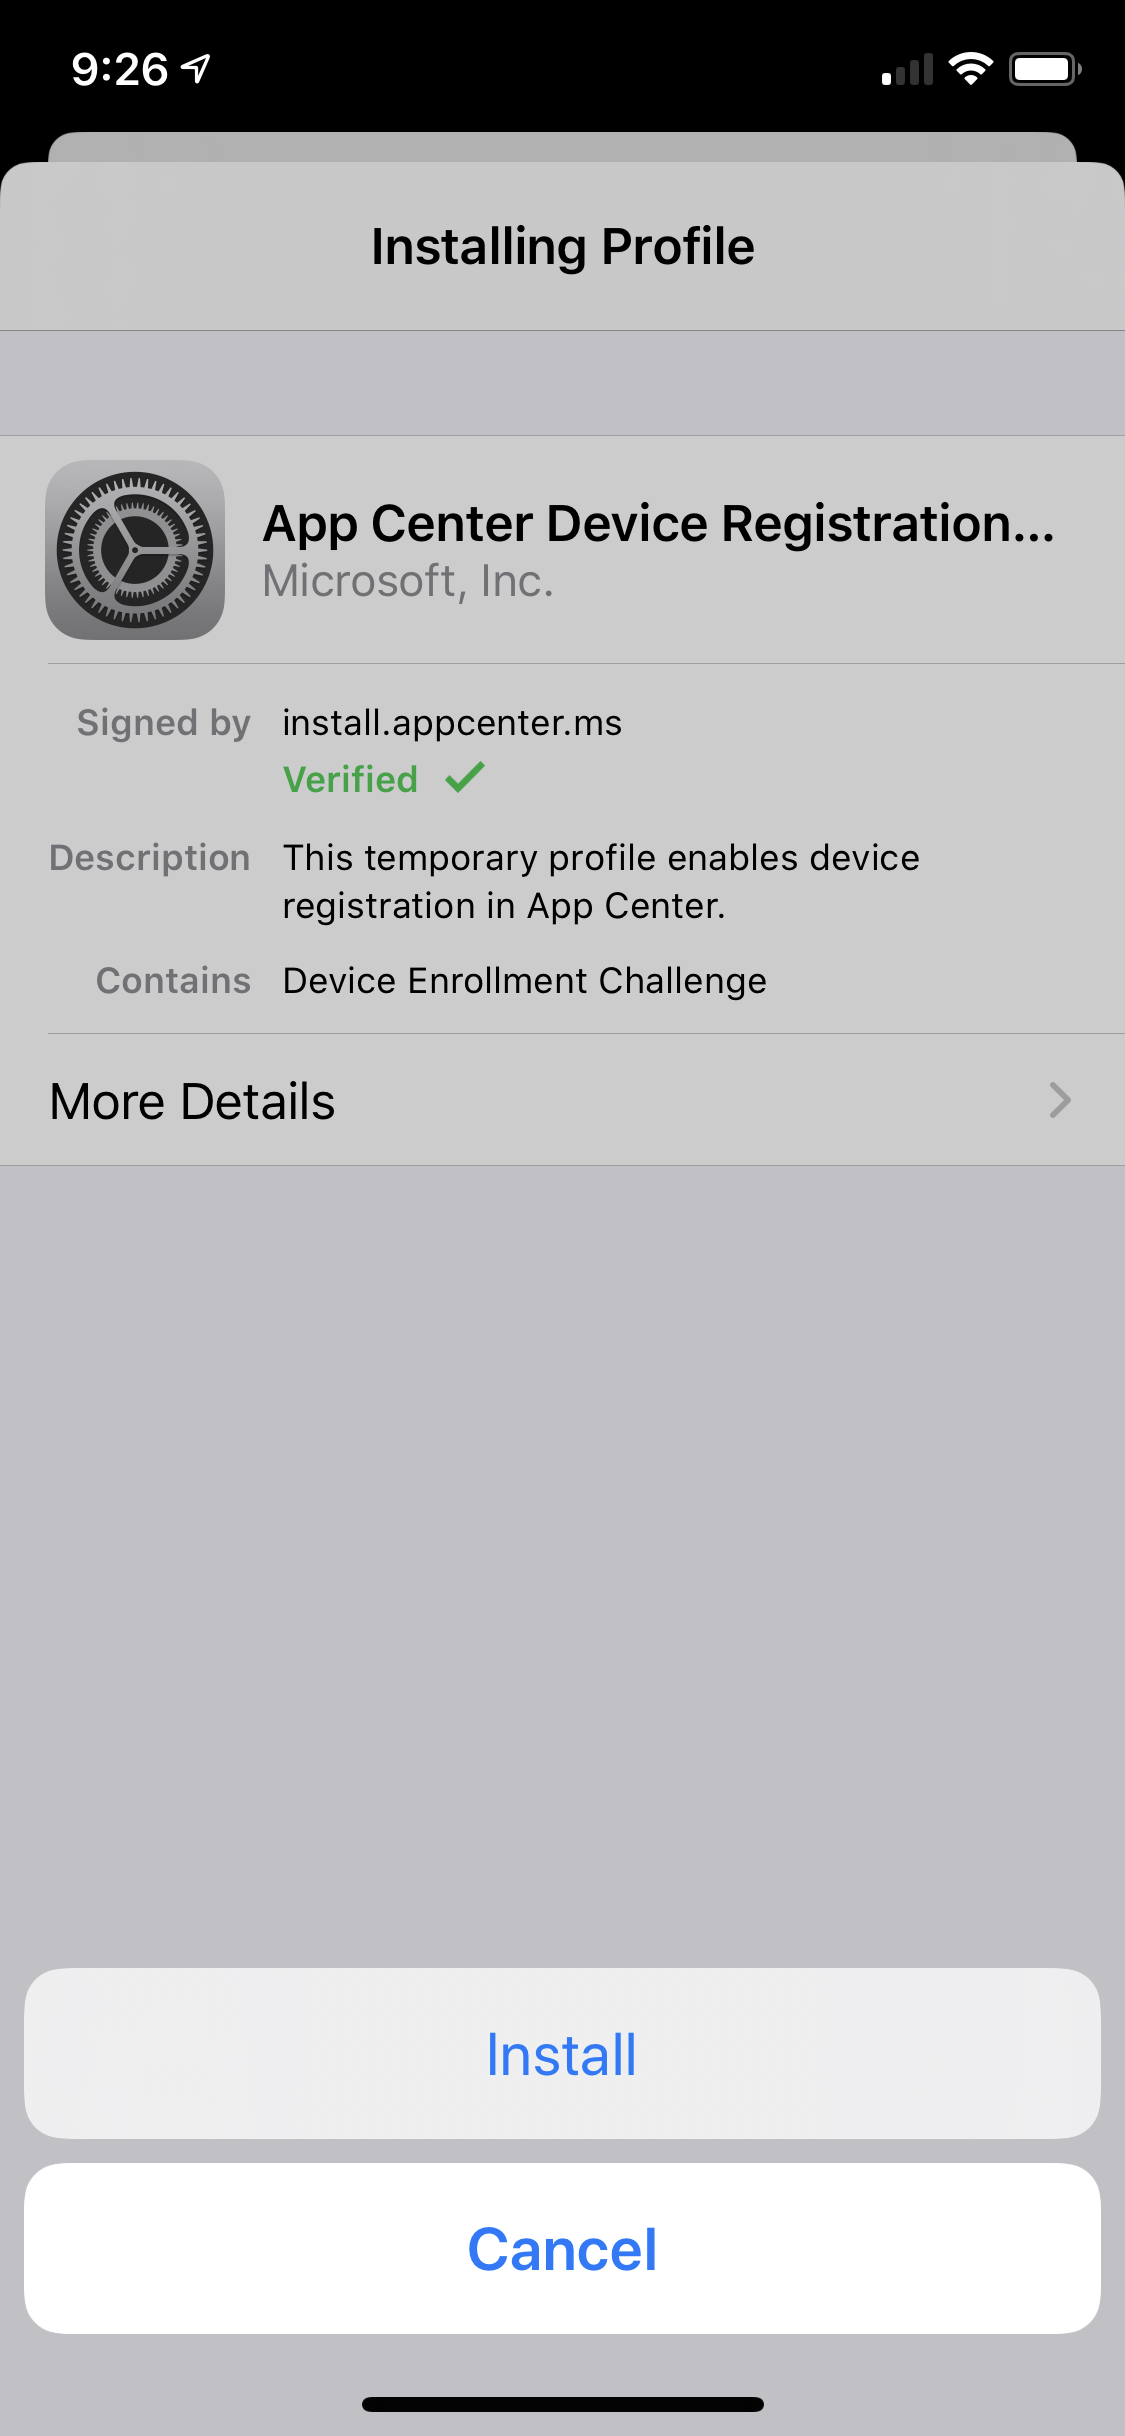 9:26
Installing Profile
App Center Device Registration...
Microsoft, Inc.
Signed by install.appcenter.ms
Verified
Description This temporary profile enables device
registration in App Center.
Contains Device Enrollment Challenge
More Details
Install
Cancel